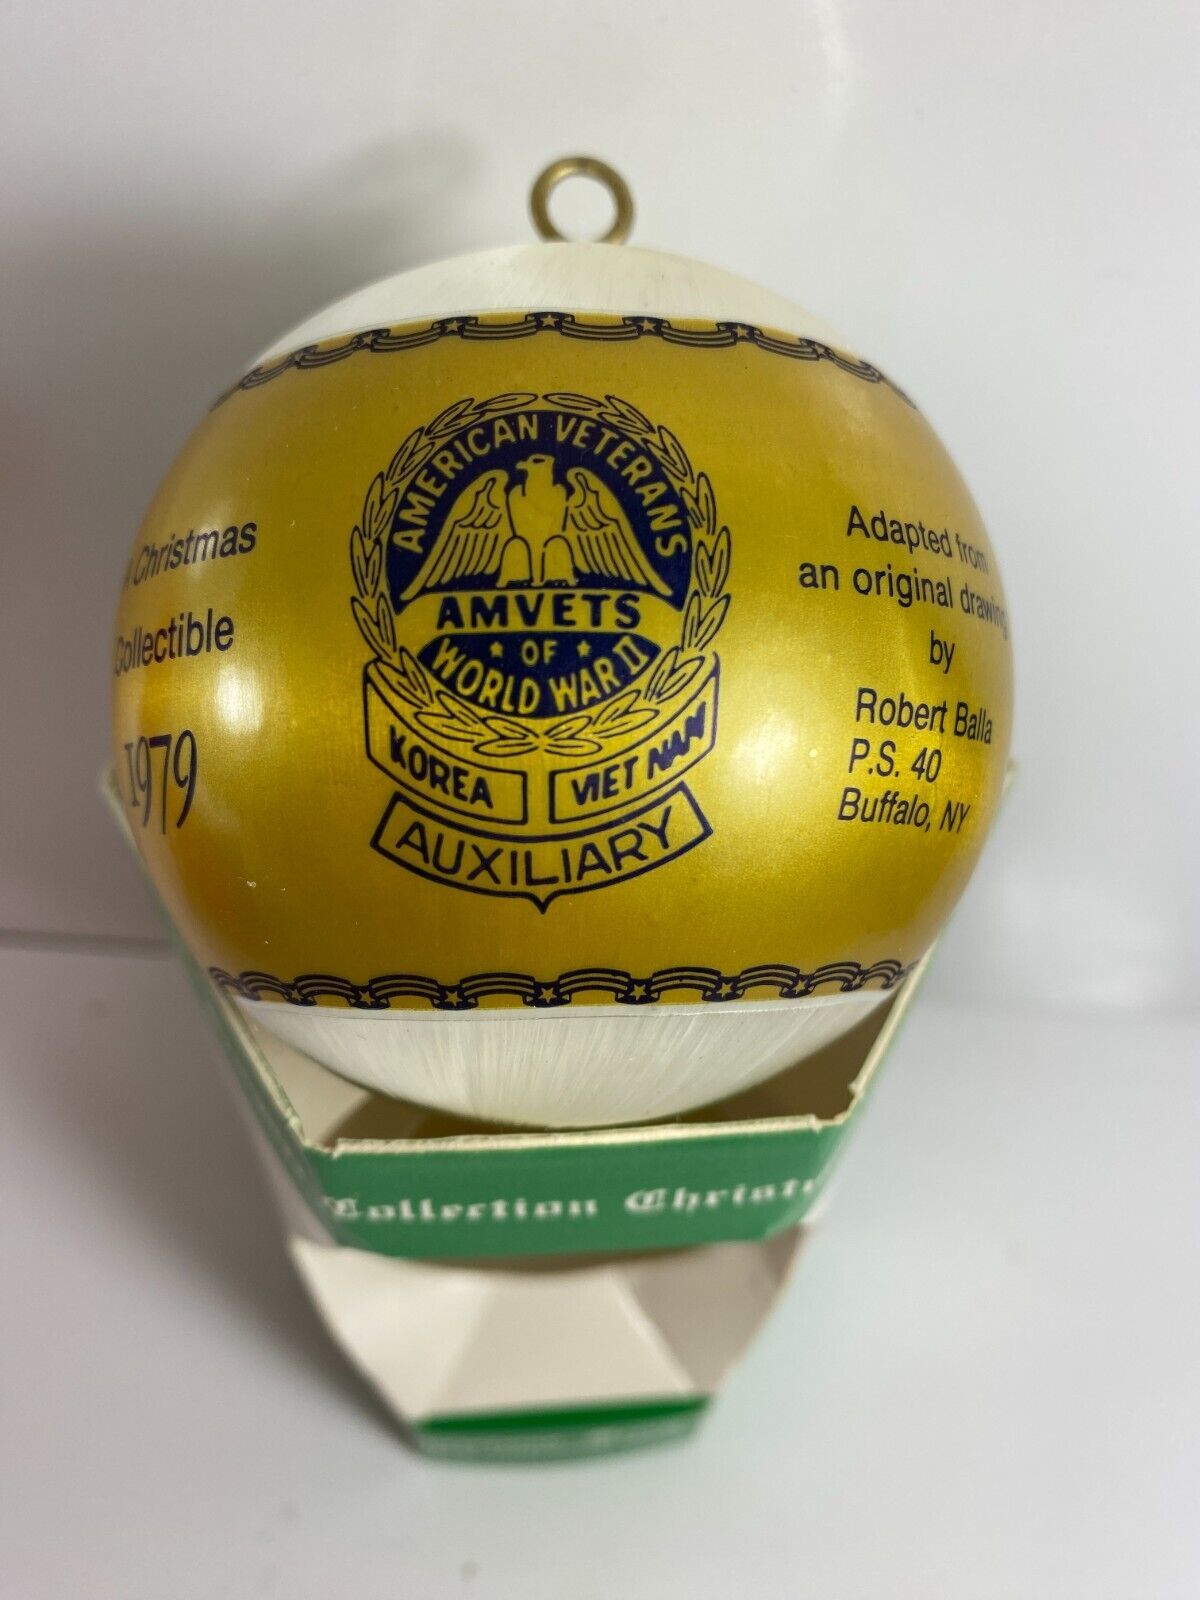 A Christmas
Collectible
1979
AMERICAN VETERANS
AMVETS
OF
WORLD WAR II
KOREA
VIET NAM
AUXILIARY
Adapted from
an original drawing
by
Robert Balla
P.S. 40
Buffalo, NY
Collection Christ